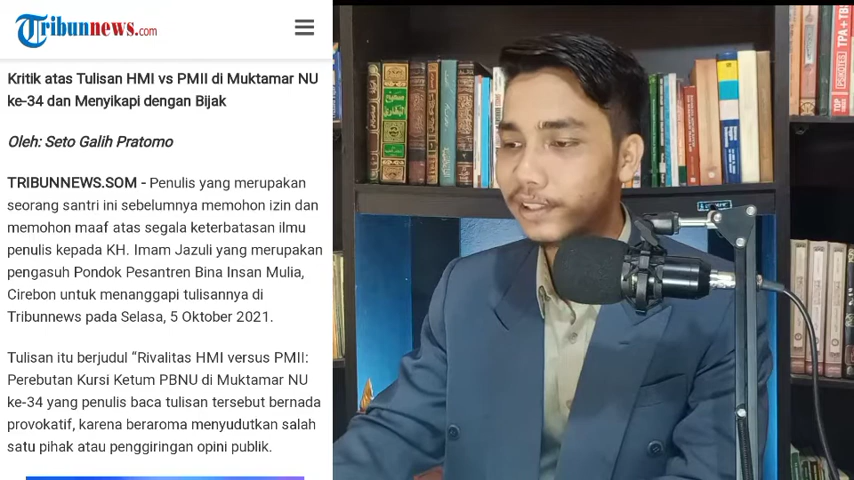 Tribunnews.com
Kritik atas Tulisan HMI vs PMII di Muktamar NU
ke-34 dan Menyikapi dengan Bijak
Oleh: Seto Galih Pratomo
TRIBUNNEWS.SOM - Penulis yang merupakan
seorang santri ini sebelumnya memohon izin dan
memohon maaf atas segala keterbatasan ilmu
penulis kepada KH. Imam Jazuli yang merupakan
pengasuh Pondok Pesantren Bina Insan Mulia,
Cirebon untuk menanggapi tulisannya di
Tribunnews pada Selasa, 5 Oktober 2021.
Tulisan itu berjudul “Rivalitas HMI versus PMII:
Perebutan Kursi Ketum PBNU di Muktamar NU
ke-34 yang penulis baca tulisan tersebut bernada
provokatif, karena beraroma menyudutkan salah
satu pihak atau penggiringan opini publik.
TPA + TB
PSIKOTES
TOP